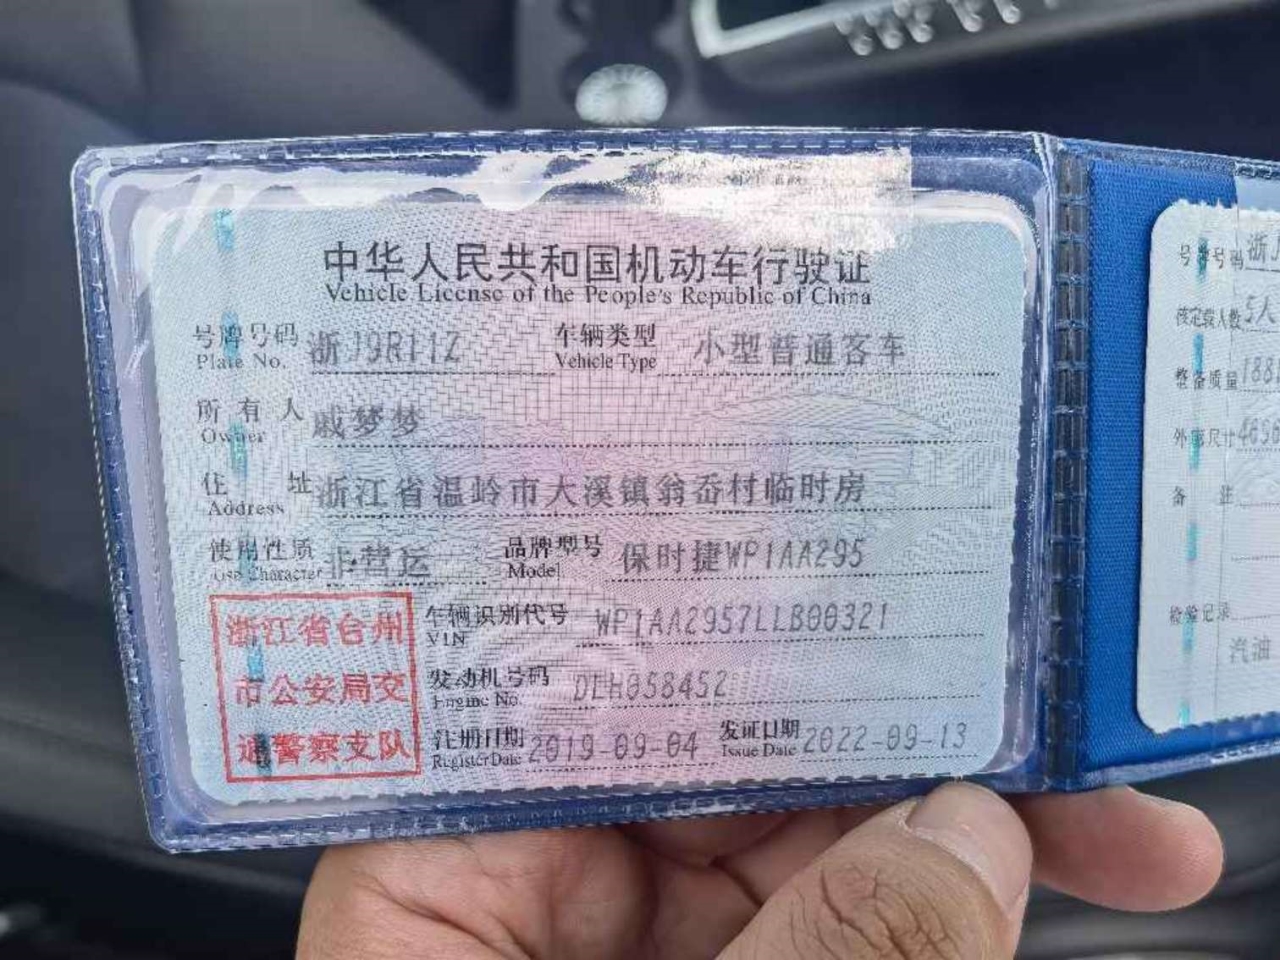 中华人民共和国机动车行驶证
Vehicle License of the People's Republic of China
号牌号码 浙J9R11Z 车辆类型 小型普通客车
Plate No. Vehicle Type
所有人 戚梦梦
Owner
住址 浙江省温岭市大溪镇翁岙村临时房
Address
使用性质 非营运 品牌型号 保时捷WP1AA295
Use Character Model
车辆识别代号 WP1AA2957LLB00321
VIN
发动机号码 DLH058452
Engine No.
注册日期 2019-09-04 发证日期 2022-09-13
Register Date Issue Date
浙江省台州
市公安局交
通警察支队
号牌号码 浙J
核定载人数 5人
整备质量 188
外廓尺寸 465
备注
检验记录
汽油